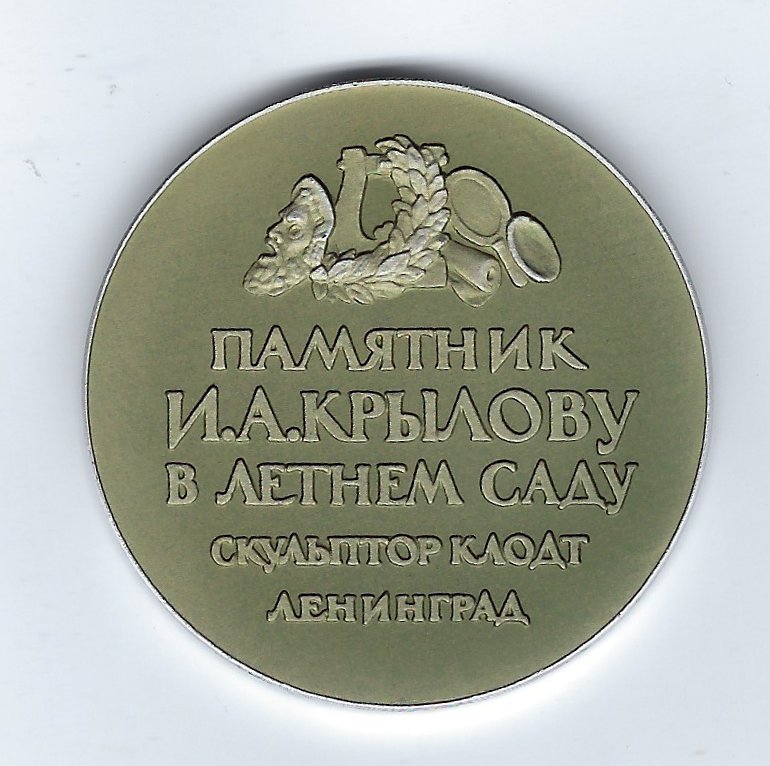 ПАМЯТНИК
И.А.КРЫЛОВУ
В ЛЕТНЕМ САДУ
СКУЛЬПТОР КЛОДТ
ЛЕНИНГРАД